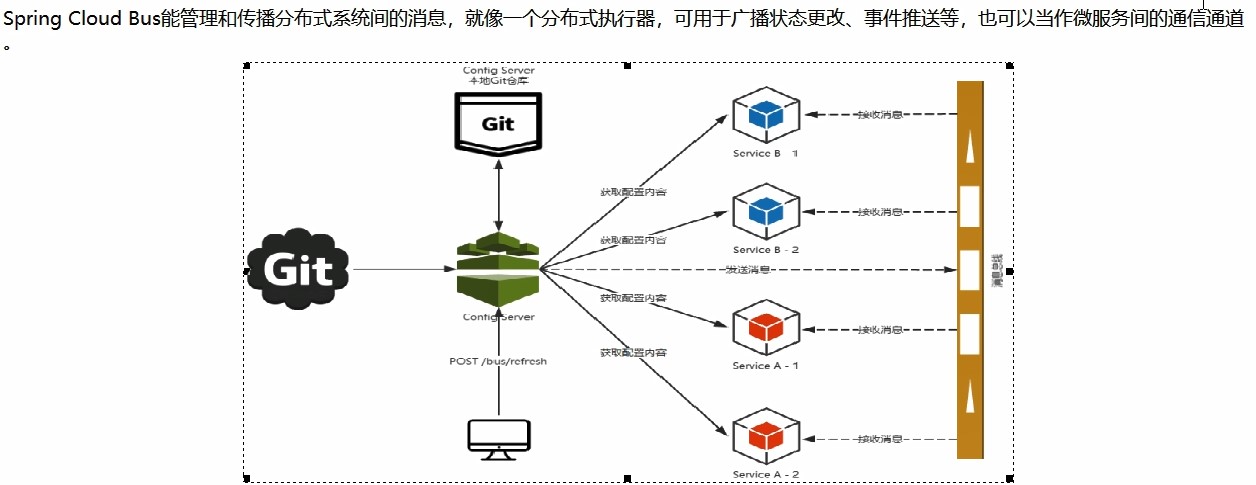 Spring Cloud Bus能管理和传播分布式系统间的消息，就像一个分布式执行器，可用于广播状态更改、事件推送等，也可以当作微服务间的通信通道
。
Config Server
本地Git仓库
Git
Service B - 1
接收消息
获取配置内容
Service B - 2
接收消息
获取配置内容
Git
发送消息
消息总线
获取配置内容
Config Server
接收消息
获取配置内容
POST /bus/refresh
Service A - 1
接收消息
Service A - 2